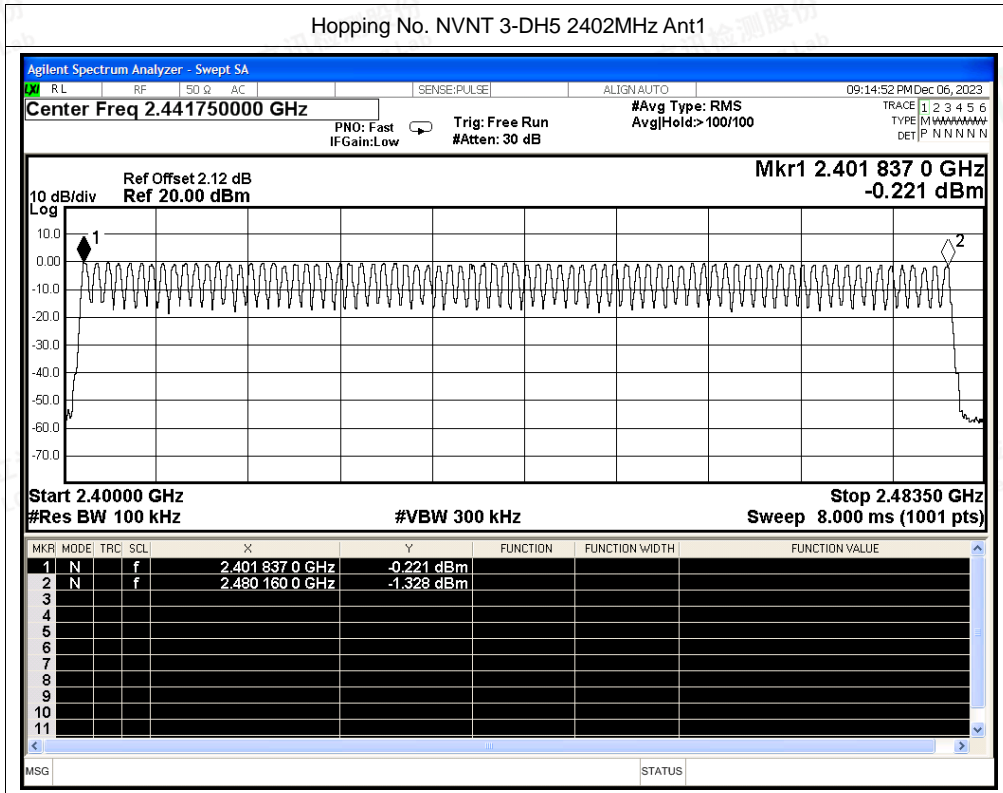 Hopping No. NVNT 3-DH5 2402MHz Ant1
Agilent Spectrum Analyzer - Swept SA
LXI RL RF 50 Ω AC SENSE:PULSE ALIGN AUTO 09:14:52 PM Dec 06, 2023
Center Freq 2.441750000 GHz #Avg Type: RMS TRACE 1 2 3 4 5 6
PNO: Fast Trig: Free Run Avg|Hold:>100/100 TYPE M WWWWW
IFGain:Low #Atten: 30 dB DET P N N N N N
Mkr1 2.401 837 0 GHz
Ref Offset 2.12 dB -0.221 dBm
10 dB/div Ref 20.00 dBm
Log
10.0
1 2
0.00
-10.0
-20.0
-30.0
-40.0
-50.0
-60.0
-70.0
Start 2.40000 GHz Stop 2.48350 GHz
#Res BW 100 kHz #VBW 300 kHz Sweep 8.000 ms (1001 pts)
MKR MODE TRC SCL X Y FUNCTION FUNCTION WIDTH FUNCTION VALUE
1 N f 2.401 837 0 GHz -0.221 dBm
2 N f 2.480 160 0 GHz -1.328 dBm
3
4
5
6
7
8
9
10
11
MSG STATUS